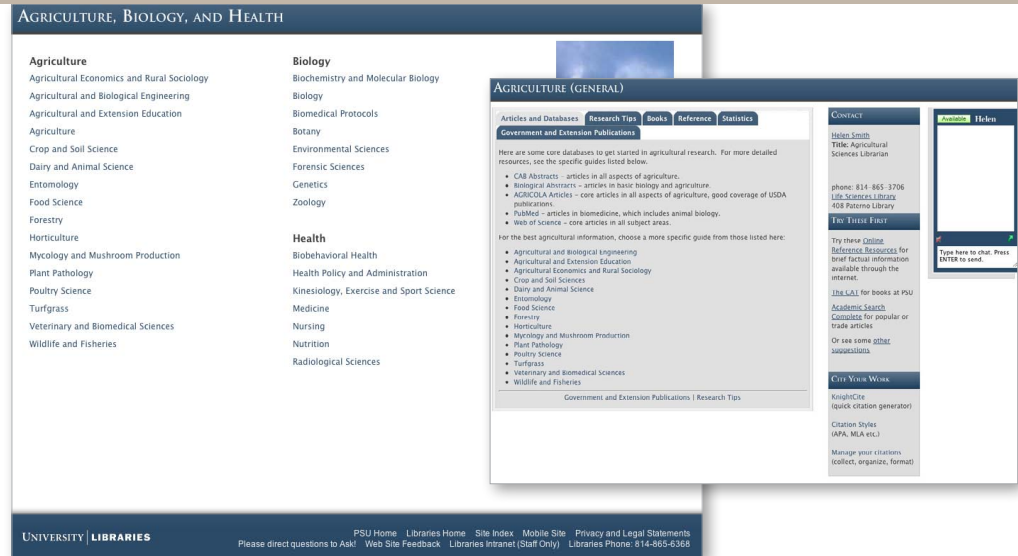 AGRICULTURE, BIOLOGY, AND HEALTH
Agriculture
Agricultural Economics and Rural Sociology
Agricultural and Biological Engineering
Agricultural and Extension Education
Agriculture
Crop and Soil Science
Dairy and Animal Science
Entomology
Food Science
Forestry
Horticulture
Mycology and Mushroom Production
Plant Pathology
Poultry Science
Turfgrass
Veterinary and Biomedical Sciences
Wildlife and Fisheries
Biology
Biochemistry and Molecular Biology
Biology
Biomedical Protocols
Botany
Environmental Sciences
Forensic Sciences
Genetics
Zoology
Health
Biobehavioral Health
Health Policy and Administration
Kinesiology, Exercise and Sport Science
Medicine
Nursing
Nutrition
Radiological Sciences
AGRICULTURE (GENERAL)
Articles and Databases Research Tips Books Reference Statistics
Government and Extension Publications
Here are some core databases to get started in agricultural research. For more detailed
resources, see the specific guides listed below.
• CAB Abstracts - articles in all aspects of agriculture.
• Biological Abstracts - articles in basic biology and agriculture.
• AGRICOLA Articles - core articles in all aspects of agriculture, good coverage of USDA
publications.
• PubMed - articles in biomedicine, which includes animal biology.
• Web of Science - core articles in all subject areas.
For the best agricultural information, choose a more specific guide from those listed here:
• Agricultural and Biological Engineering
• Agricultural and Extension Education
• Agricultural Economics and Rural Sociology
• Crop and Soil Sciences
• Dairy and Animal Science
• Entomology
• Food Science
• Forestry
• Horticulture
• Mycology and Mushroom Production
• Plant Pathology
• Poultry Science
• Turfgrass
• Veterinary and Biomedical Sciences
• Wildlife and Fisheries
Government and Extension Publications | Research Tips
CONTACT
Helen Smith
Title: Agricultural
Sciences Librarian
phone: 814-865-3706
Life Sciences Library
408 Paterno Library
TRY THESE FIRST
Try these Online
Reference Resources for
brief factual information
available through the
internet.
The CAT for books at PSU
Academic Search
Complete for popular or
trade articles
Or see some other
suggestions
CITE YOUR WORK
KnightCite
(quick citation generator)
Citation Styles
(APA, MLA etc.)
Manage your citations
(collect, organize, format)
Available Helen
Type here to chat. Press
ENTER to send.
UNIVERSITY LIBRARIES
PSU Home Libraries Home Site Index Mobile Site Privacy and Legal Statements
Please direct questions to Ask! Web Site Feedback Libraries Intranet (Staff Only) Libraries Phone: 814-865-6368